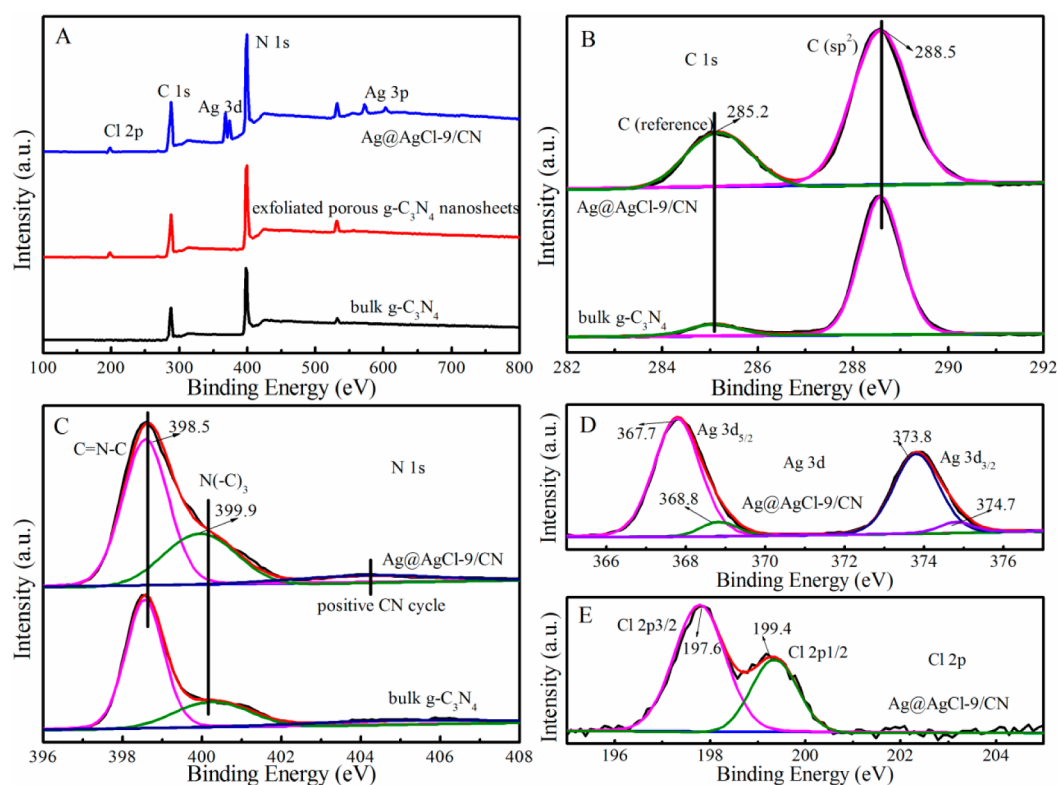 A
N 1s
C 1s
Ag 3d
Ag 3p
Cl 2p
Ag@AgCl-9/CN
exfoliated porous g-C₃N₄ nanosheets
bulk g-C₃N₄
Intensity (a.u.)
100 200 300 400 500 600 700 800
Binding Energy (eV)
B
C (sp²)
288.5
C 1s
285.2
C (reference)
Ag@AgCl-9/CN
bulk g-C₃N₄
Intensity (a.u.)
282 284 286 288 290 292
Binding Energy (eV)
C
398.5
C=N-C
N 1s
N(-C)₃
399.9
Ag@AgCl-9/CN
positive CN cycle
bulk g-C₃N₄
Intensity (a.u.)
396 398 400 402 404 406 408
Binding Energy (eV)
D
367.7
Ag 3d₅/₂
373.8
Ag 3d₃/₂
Ag 3d
368.8
Ag@AgCl-9/CN
374.7
Intensity (a.u.)
366 368 370 372 374 376
Binding Energy (eV)
E
Cl 2p3/2
199.4
197.6
Cl 2p1/2
Cl 2p
Ag@AgCl-9/CN
Intensity (a.u.)
196 198 200 202 204
Binding Energy (eV)